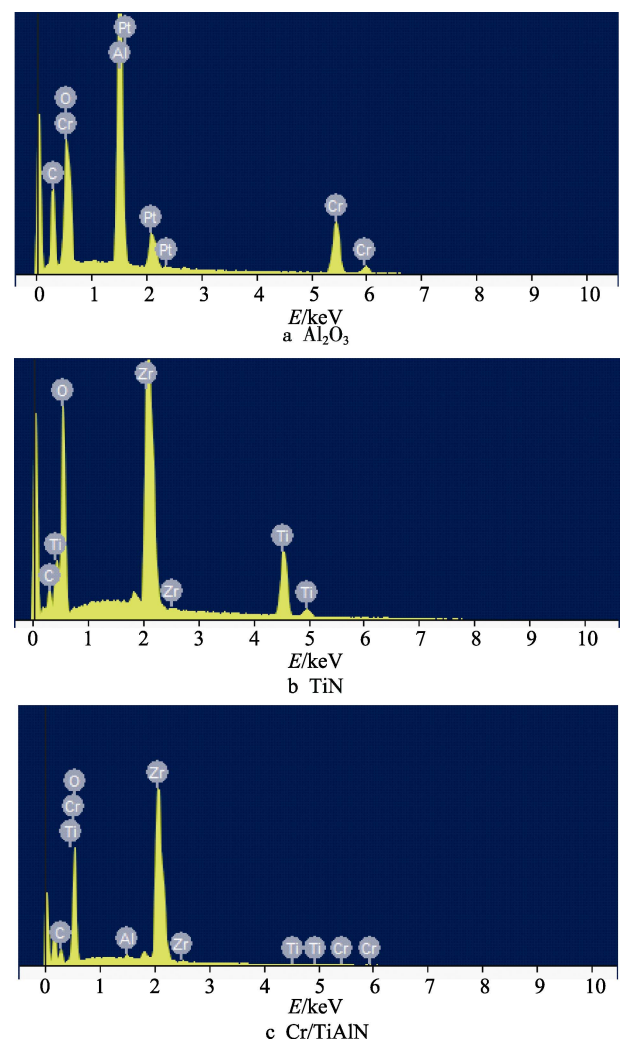 Pt
Al
O
Cr
C
Pt
Pt
Cr
Cr
0 1 2 3 4 5 6 7 8 9 10
E/keV
a Al₂O₃
Zr
O
Ti
Ti
C
Zr
Ti
0 1 2 3 4 5 6 7 8 9 10
E/keV
b TiN
Zr
O
Cr
Ti
C
Al
Zr
Ti
Ti
Cr
Cr
0 1 2 3 4 5 6 7 8 9 10
E/keV
c Cr/TiAlN